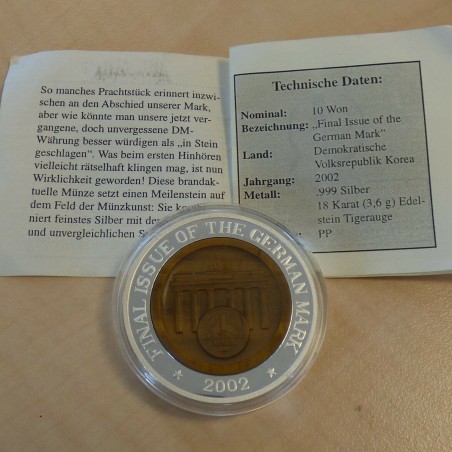 So manches Prachtstück erinnert inzwi-
schen an den Abschied unserer Mark,
aber wie könnte man unsere jetzt ver-
gangene, doch unvergessene DM-
Währung besser würdigen als „in Stein
geschlagen“. Was beim ersten Hinhören
vielleicht rätselhaft klingen mag, ist nun
Wirklichkeit geworden! Diese brandak-
tuelle Münze setzt einen Meilenstein auf
dem Feld der Münzkunst: Sie
niert feinstes Silber mit
und unvergleichlichen
Technische Daten:
Nominal: 10 Won
Bezeichnung: „Final Issue of the
German Mark“
Land: Demokratische
Volksrepublik Korea
Jahrgang: 2002
Metall: .999 Silber
18 Karat (3,6 g) Edel-
stein Tigerauge
PP
FINAL ISSUE OF THE GERMAN MARK
* 2002 *